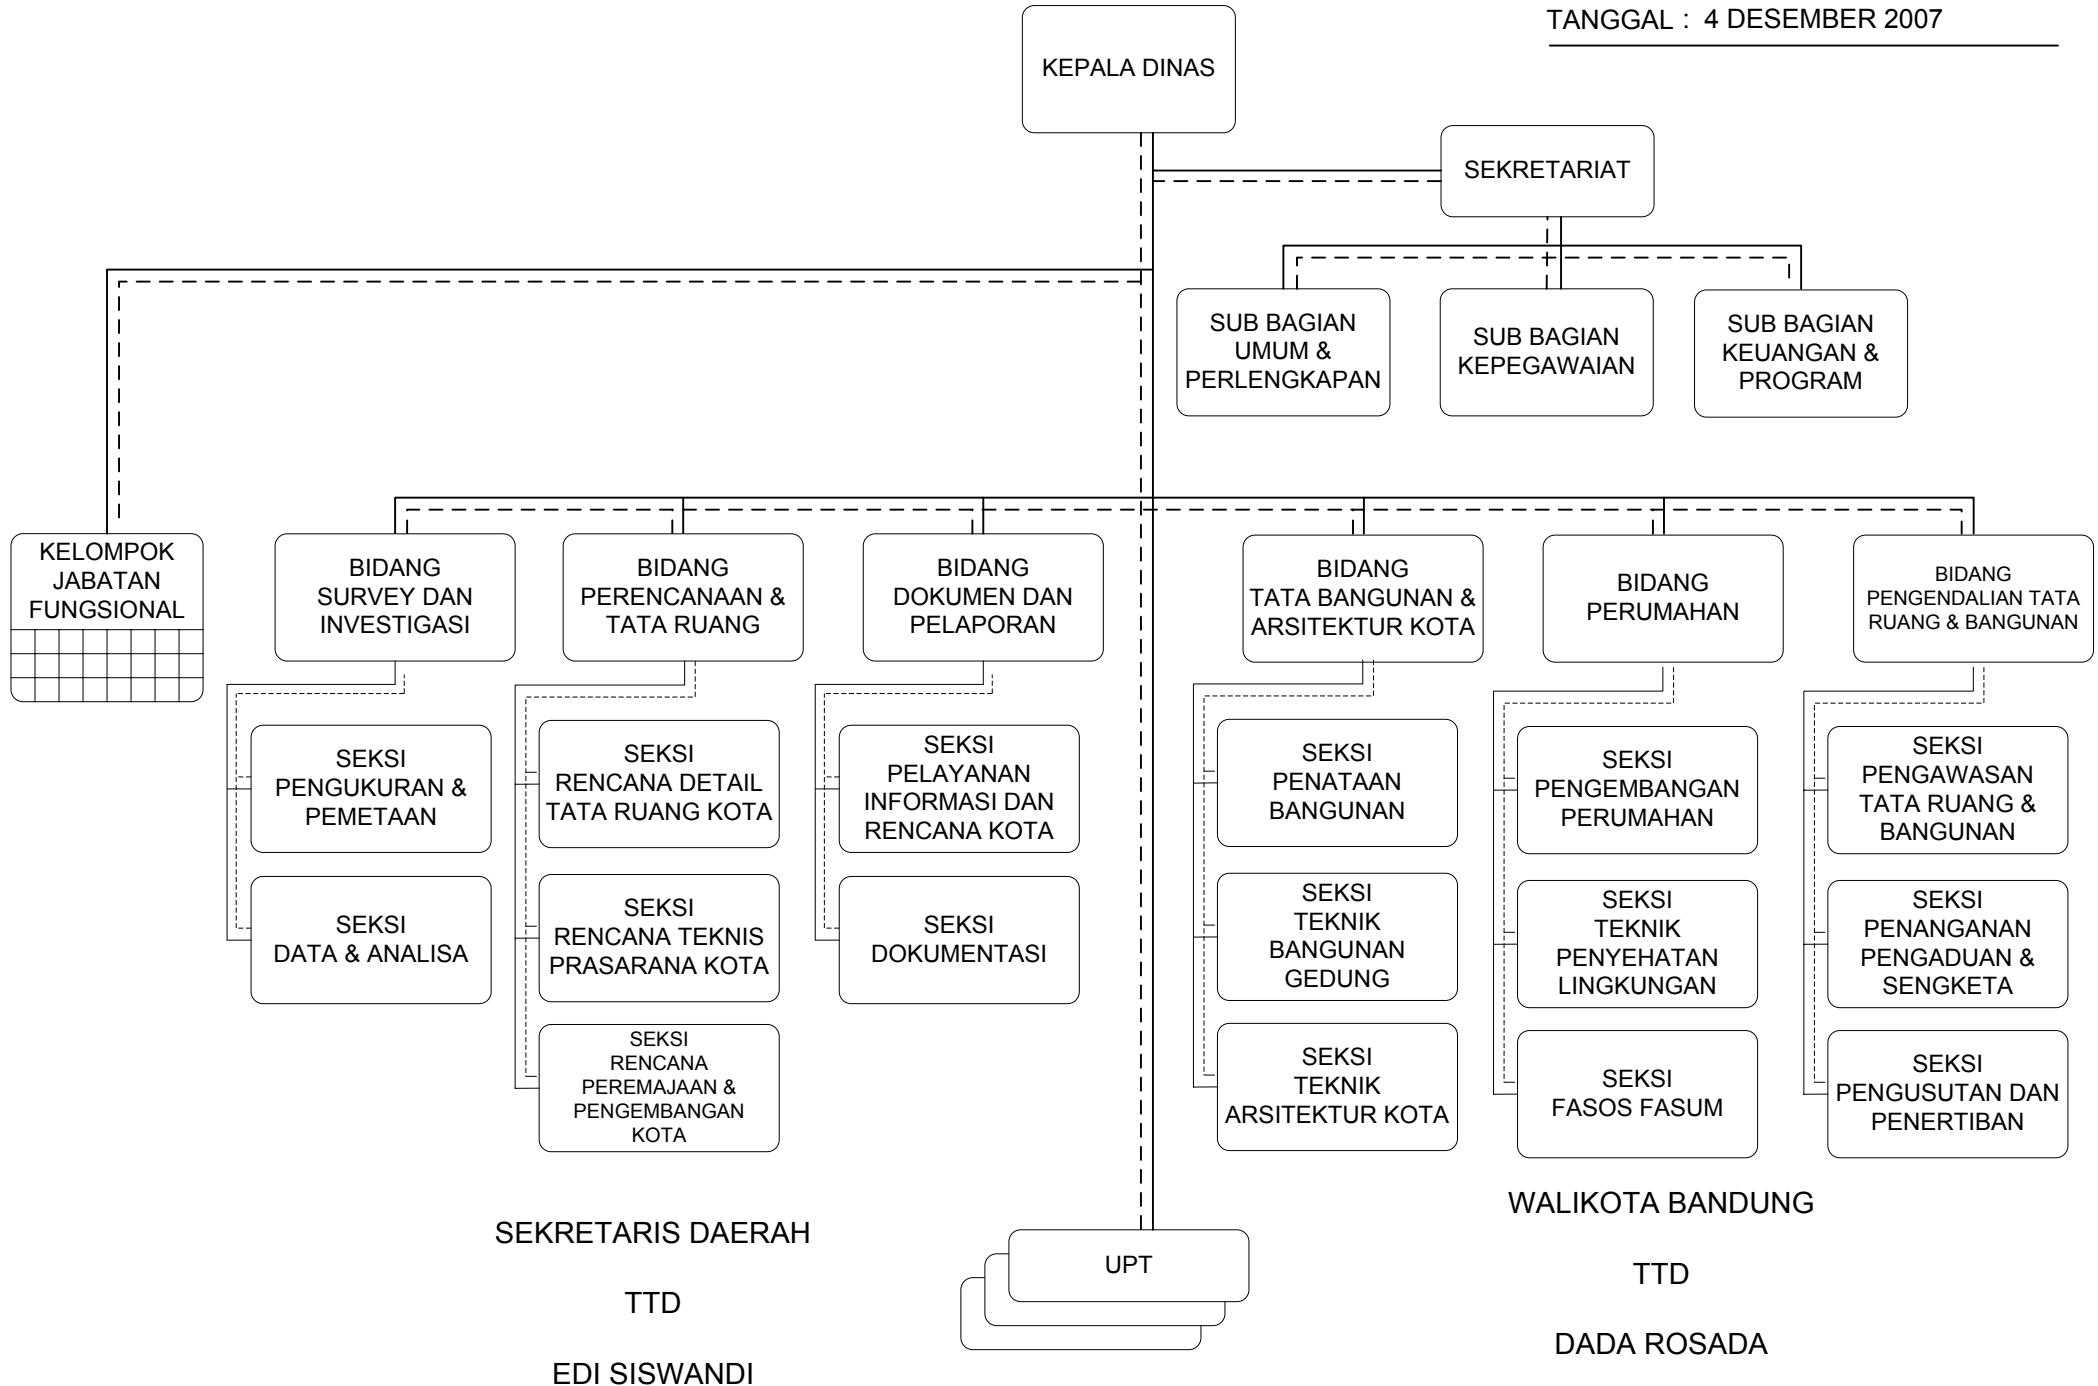 TANGGAL : 4 DESEMBER 2007
KEPALA DINAS
SEKRETARIAT
SUB BAGIAN
UMUM &
PERLENGKAPAN
SUB BAGIAN
KEPEGAWAIAN
SUB BAGIAN
KEUANGAN &
PROGRAM
KELOMPOK
JABATAN
FUNGSIONAL
BIDANG
SURVEY DAN
INVESTIGASI
BIDANG
PERENCANAAN &
TATA RUANG
BIDANG
DOKUMEN DAN
PELAPORAN
BIDANG
TATA BANGUNAN &
ARSITEKTUR KOTA
BIDANG
PERUMAHAN
BIDANG
PENGENDALIAN TATA
RUANG & BANGUNAN
SEKSI
PENGUKURAN &
PEMETAAN
SEKSI
RENCANA DETAIL
TATA RUANG KOTA
SEKSI
PELAYANAN
INFORMASI DAN
RENCANA KOTA
SEKSI
PENATAAN
BANGUNAN
SEKSI
PENGEMBANGAN
PERUMAHAN
SEKSI
PENGAWASAN
TATA RUANG &
BANGUNAN
SEKSI
DATA & ANALISA
SEKSI
RENCANA TEKNIS
PRASARANA KOTA
SEKSI
DOKUMENTASI
SEKSI
TEKNIK
BANGUNAN
GEDUNG
SEKSI
TEKNIK
PENYEHATAN
LINGKUNGAN
SEKSI
PENANGANAN
PENGADUAN &
SENGKETA
SEKSI
RENCANA
PEREMAJAAN &
PENGEMBANGAN
KOTA
SEKSI
TEKNIK
ARSITEKTUR KOTA
SEKSI
FASOS FASUM
SEKSI
PENGUSUTAN DAN
PENERTIBAN
UPT
SEKRETARIS DAERAH
TTD
EDI SISWANDI
WALIKOTA BANDUNG
TTD
DADA ROSADA